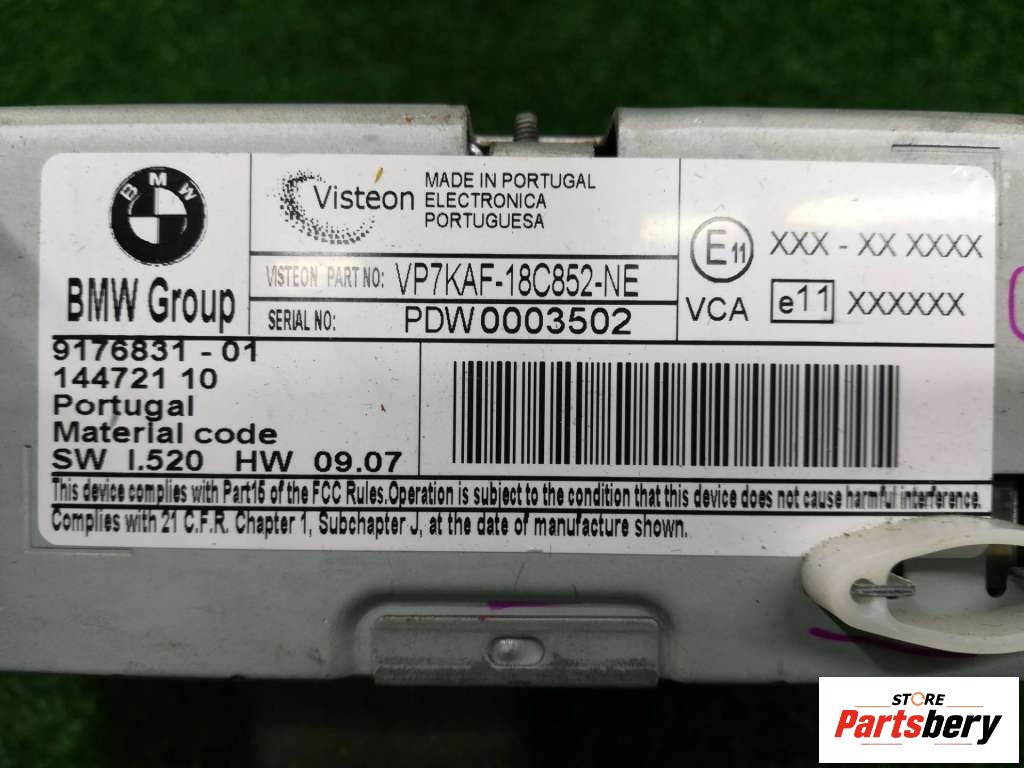 BMW
BMW Group
Visteon
MADE IN PORTUGAL
ELECTRONICA
PORTUGUESA
VISTEON PART NO: VP7KAF-18C852-NE
SERIAL NO: PDW0003502
E11 XXX - XX XXXX
VCA e11 XXXXXX
9176831 - 01
144721 10
Portugal
Material code
SW I.520 HW 09.07
This device complies with Part15 of the FCC Rules.Operation is subject to the condition that this device does not cause harmful interference.
Complies with 21 C.F.R. Chapter 1, Subchapter J, at the date of manufacture shown.
STORE
Partsbery